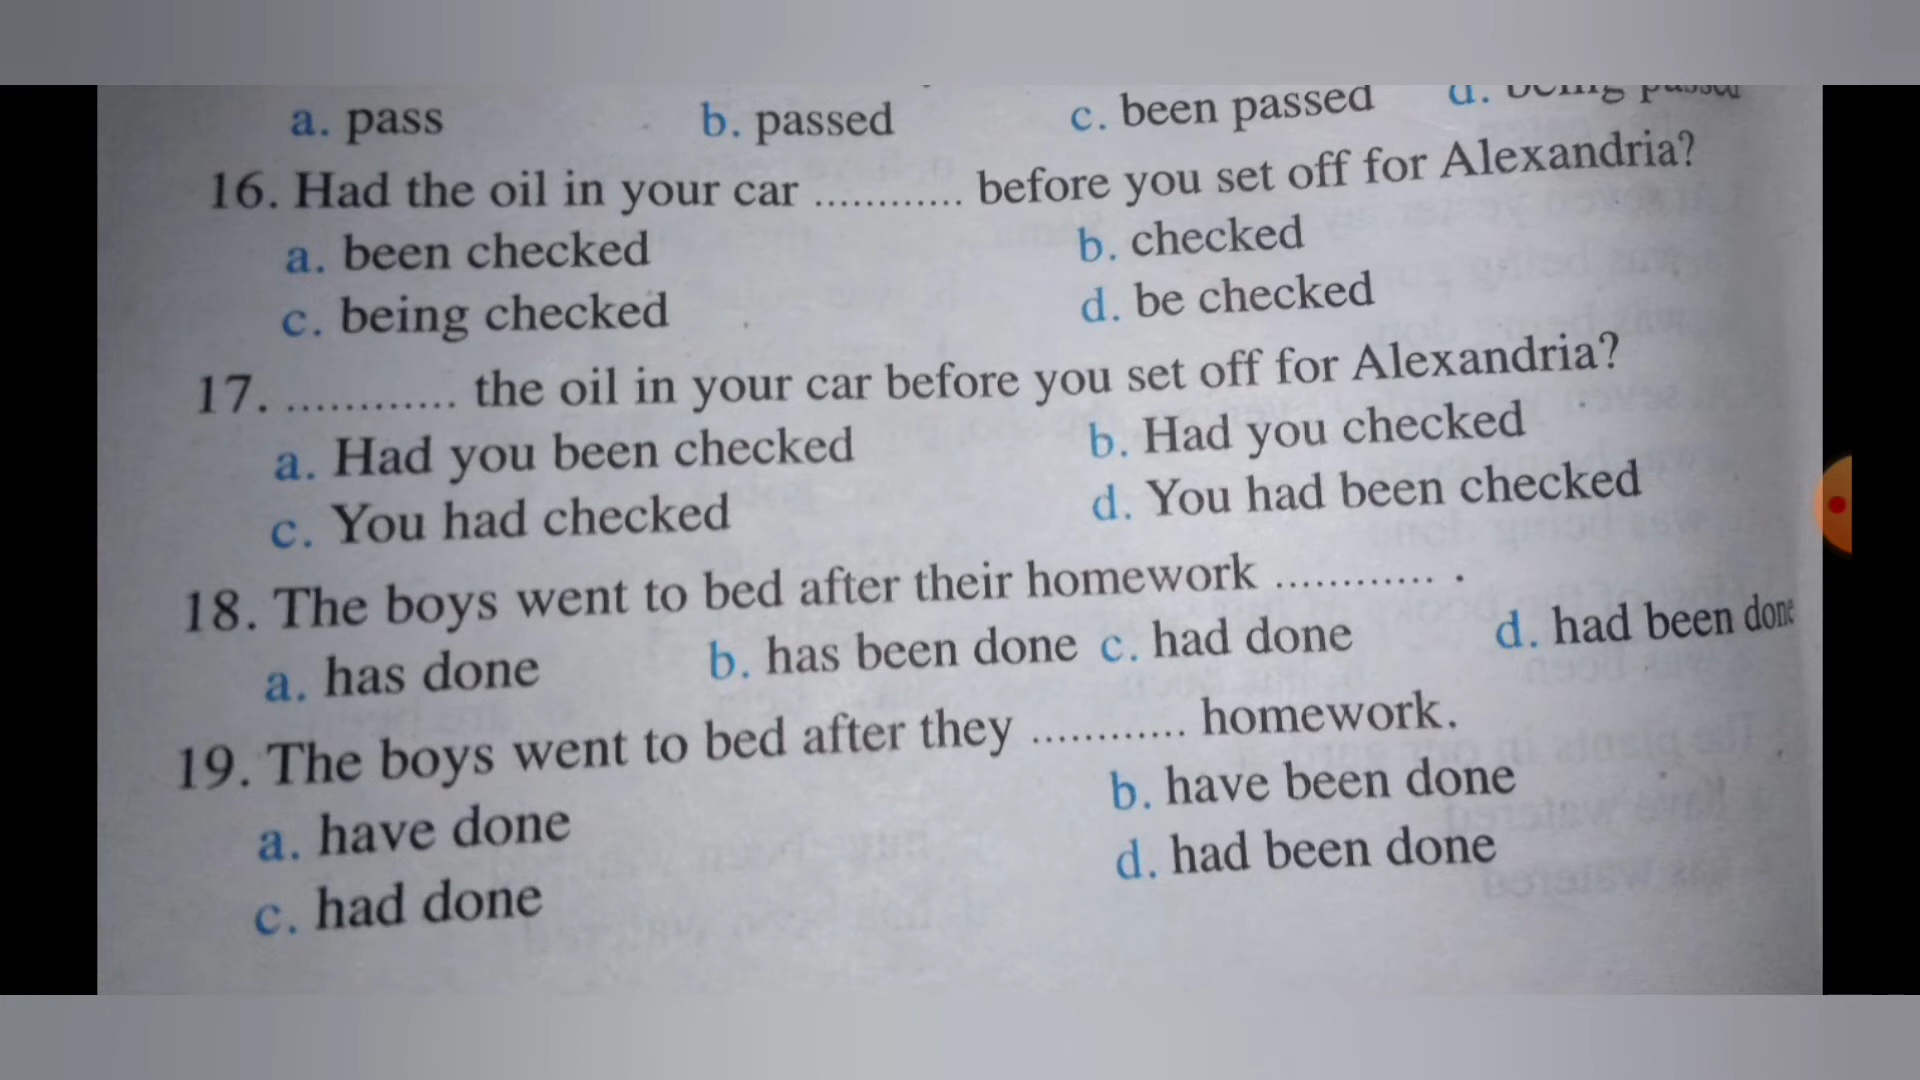 a. pass b. passed c. been passed d. being passed
16. Had the oil in your car ............ before you set off for Alexandria?
a. been checked b. checked
c. being checked d. be checked
17. ............ the oil in your car before you set off for Alexandria?
a. Had you been checked b. Had you checked
c. You had checked d. You had been checked
18. The boys went to bed after their homework ............ .
a. has done b. has been done c. had done d. had been done
19. The boys went to bed after they ............ homework.
a. have done b. have been done
c. had done d. had been done